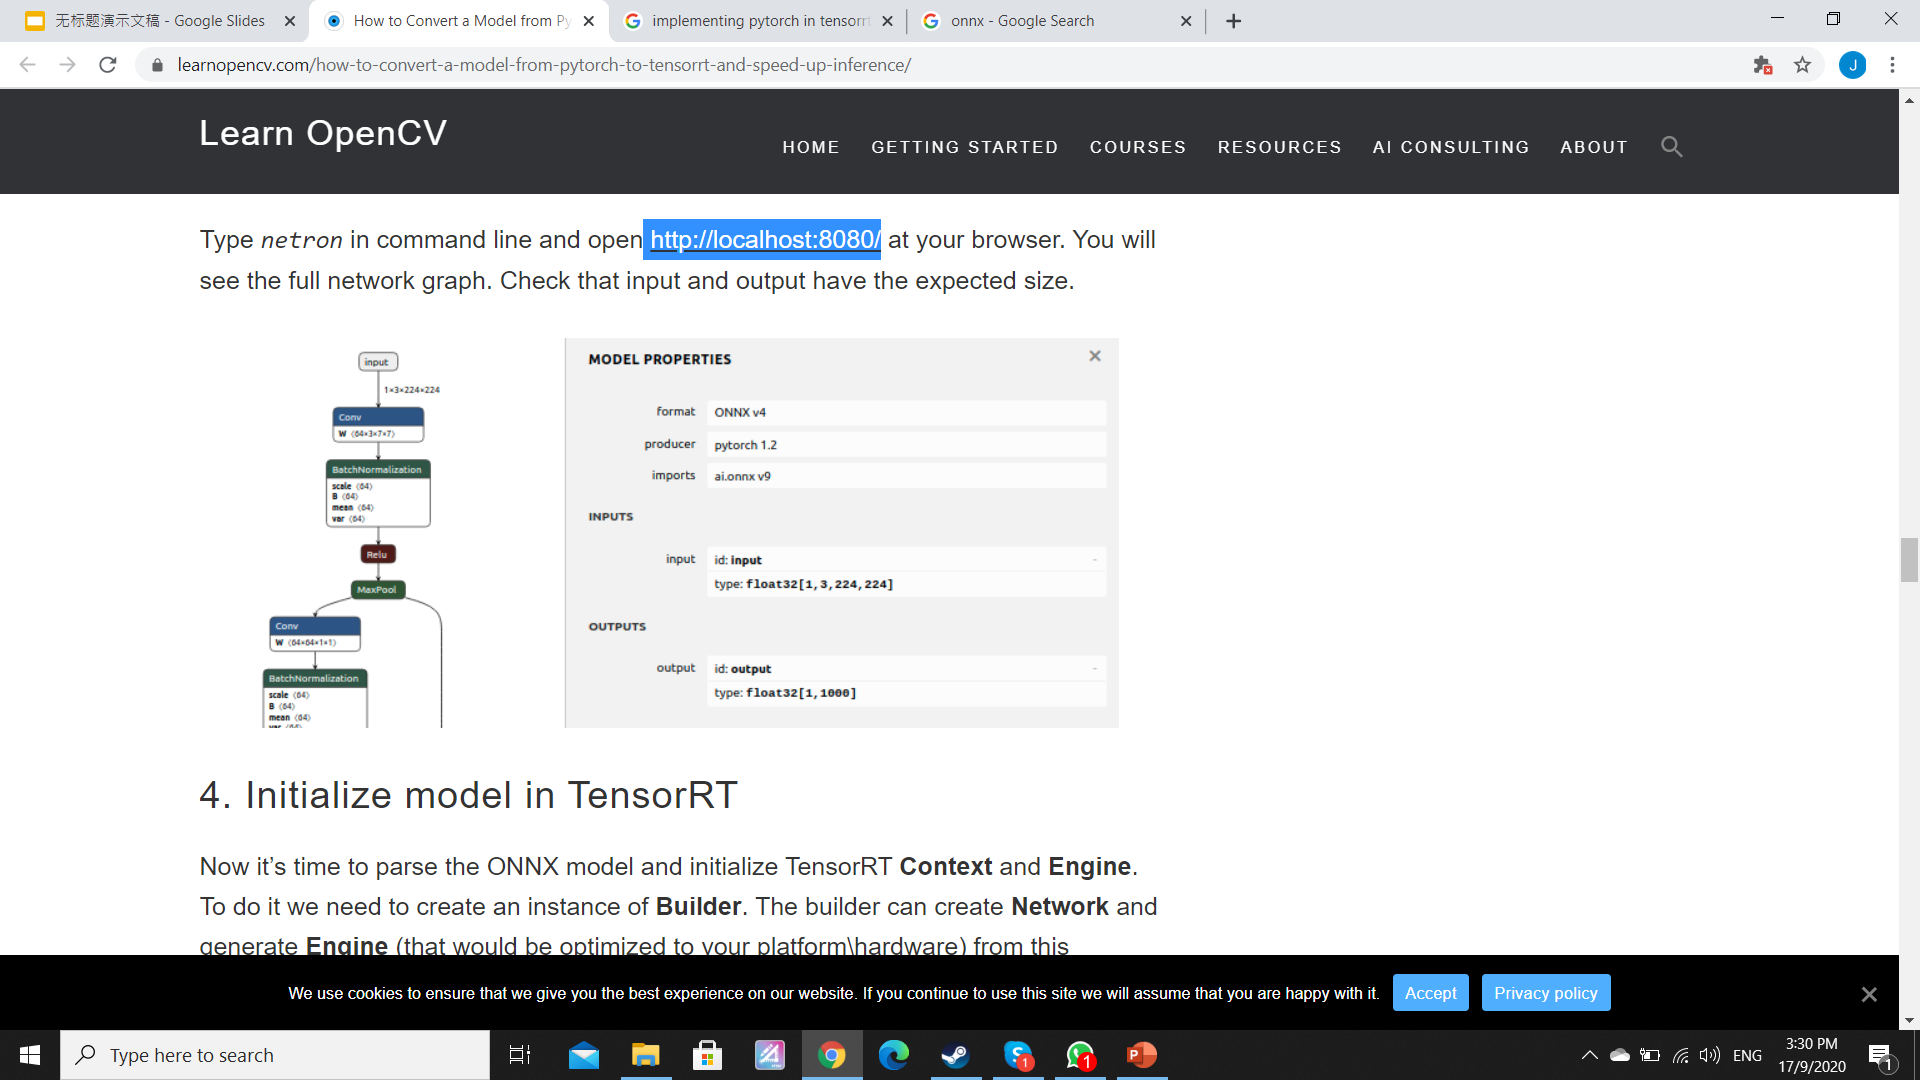 无标题演示文稿 - Google Slides
How to Convert a Model from Py
implementing pytorch in tensorrt
onnx - Google Search
learnopencv.com/how-to-convert-a-model-from-pytorch-to-tensorrt-and-speed-up-inference/
J
Learn OpenCV
HOME GETTING STARTED COURSES RESOURCES AI CONSULTING ABOUT
Type netron in command line and open http://localhost:8080/ at your browser. You will
see the full network graph. Check that input and output have the expected size.
input
1×3×224×224
Conv
W ⟨64×3×7×7⟩
BatchNormalization
scale ⟨64⟩
B ⟨64⟩
mean ⟨64⟩
var ⟨64⟩
Relu
MaxPool
Conv
W ⟨64×64×1×1⟩
BatchNormalization
scale ⟨64⟩
B ⟨64⟩
mean ⟨64⟩
var ⟨64⟩
MODEL PROPERTIES
format ONNX v4
producer pytorch 1.2
imports ai.onnx v9
INPUTS
input id: input
type: float32[1,3,224,224]
OUTPUTS
output id: output
type: float32[1,1000]
4. Initialize model in TensorRT
Now it’s time to parse the ONNX model and initialize TensorRT Context and Engine.
To do it we need to create an instance of Builder. The builder can create Network and
generate Engine (that would be optimized to your platform\hardware) from this
We use cookies to ensure that we give you the best experience on our website. If you continue to use this site we will assume that you are happy with it. Accept Privacy policy
Type here to search
1
1
P
ENG
3:30 PM
17/9/2020
1